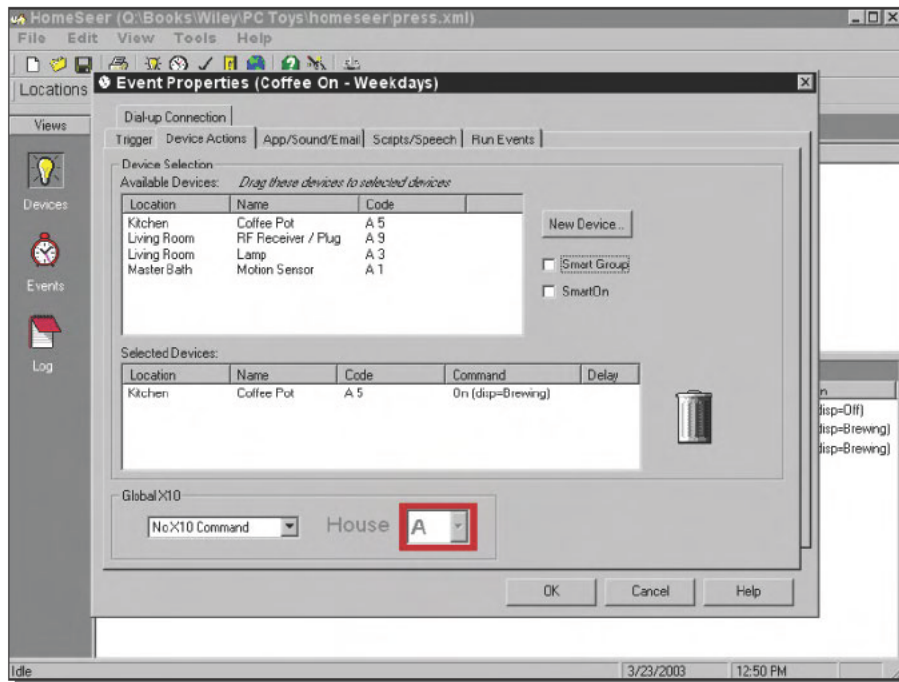 HomeSeer (Q:\Books\Wiley\PC Toys\homeseer\press.xml)
File Edit View Tools Help
Locations
Event Properties (Coffee On - Weekdays)
Views
Devices
Events
Log
Dial-up Connection
Trigger Device Actions App/Sound/Email Scripts/Speech Run Events
Device Selection
Available Devices: Drag these devices to selected devices
Location Name Code
Kitchen Coffee Pot A 5
Living Room RF Receiver / Plug A 9
Living Room Lamp A 3
Master Bath Motion Sensor A 1
New Device...
Smart Group
SmartOn
Selected Devices:
Location Name Code Command Delay
Kitchen Coffee Pot A 5 On (disp=Brewing)
n
disp=Off)
disp=Brewing)
disp=Brewing)
Global X10
No X10 Command House A
OK Cancel Help
Idle 3/23/2003 12:50 PM